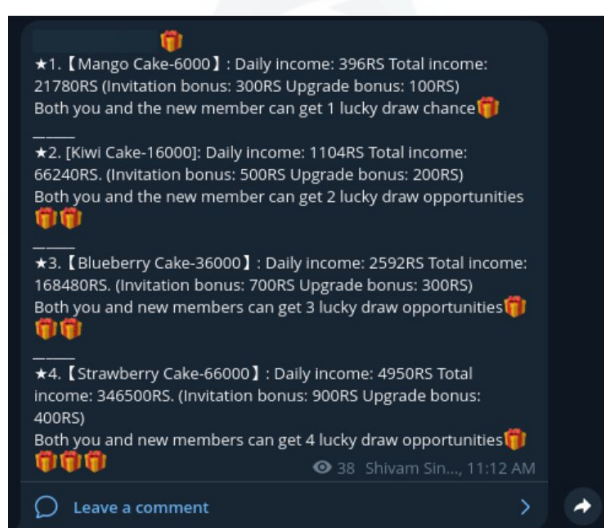 🎁
★1.【Mango Cake-6000】: Daily income: 396RS Total income:
21780RS (Invitation bonus: 300RS Upgrade bonus: 100RS)
Both you and the new member can get 1 lucky draw chance🎁
______
★2. [Kiwi Cake-16000]: Daily income: 1104RS Total income:
66240RS. (Invitation bonus: 500RS Upgrade bonus: 200RS)
Both you and the new member can get 2 lucky draw opportunities
🎁🎁
______
★3.【Blueberry Cake-36000】: Daily income: 2592RS Total income:
168480RS. (Invitation bonus: 700RS Upgrade bonus: 300RS)
Both you and new members can get 3 lucky draw opportunities🎁
🎁🎁
______
★4.【Strawberry Cake-66000】: Daily income: 4950RS Total
income: 346500RS. (Invitation bonus: 900RS Upgrade bonus:
400RS)
Both you and new members can get 4 lucky draw opportunities🎁
🎁🎁🎁
38 Shivam Sin..., 11:12 AM
Leave a comment